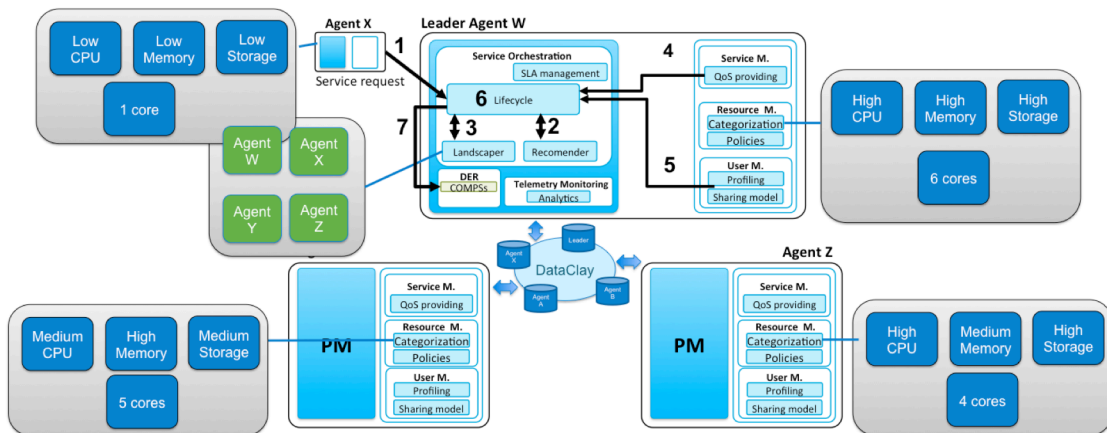 Low
CPU
Low
Memory
Low
Storage
1 core
Agent X
Service request
1
Leader Agent W
Service Orchestration
SLA management
6
Lifecycle
7
3
2
Landscaper
Recomender
DER
COMPSs
Telemetry Monitoring
Analytics
4
5
Service M.
QoS providing
Resource M.
Categorization
Policies
User M.
Profiling
Sharing model
High
CPU
High
Memory
High
Storage
6 cores
Agent
W
Agent
X
Agent
Y
Agent
Z
Leader
Agent
X
DataClay
Agent
A
Agent
B
Medium
CPU
High
Memory
Medium
Storage
5 cores
PM
Service M.
QoS providing
Resource M.
Categorization
Policies
User M.
Profiling
Sharing model
Agent Z
PM
Service M.
QoS providing
Resource M.
Categorization
Policies
User M.
Profiling
Sharing model
High
CPU
Medium
Memory
High
Storage
4 cores